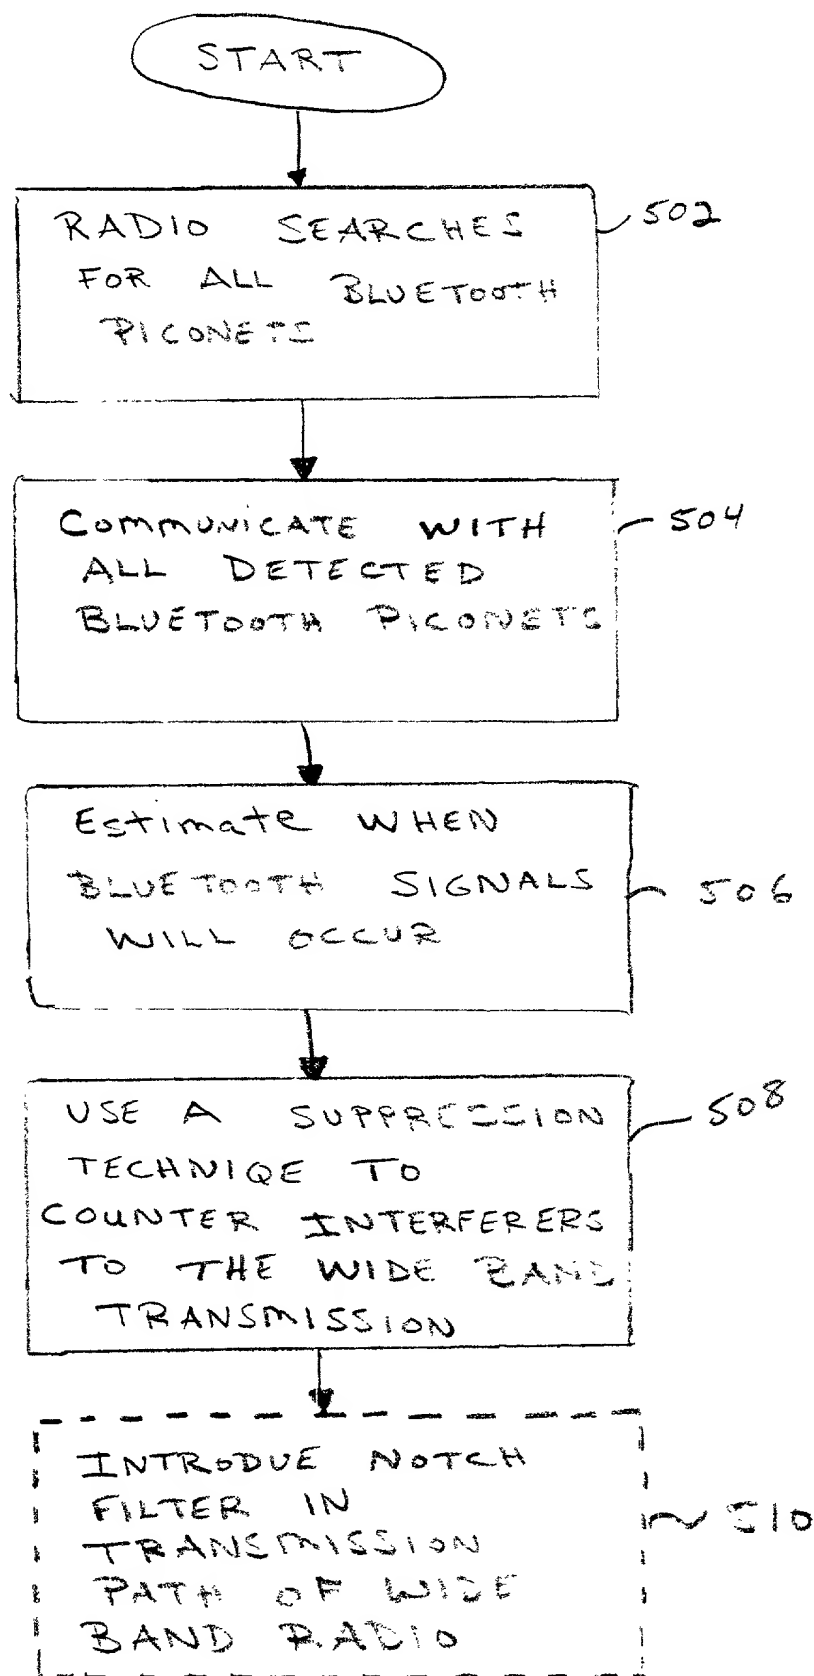 START
RADIO SEARCHES
FOR ALL BLUETOOTH
PICONETS
502
COMMUNICATE WITH
ALL DETECTED
BLUETOOTH PICONETS
504
Estimate WHEN
BLUETOOTH SIGNALS
WILL OCCUR
506
USE A SUPPRESSION
TECHNIQE TO
COUNTER INTERFERERS
TO THE WIDE BAND
TRANSMISSION
508
INTRODUE NOTCH
FILTER IN
TRANSMISSION
PATH OF WIDE
BAND RADIO
510